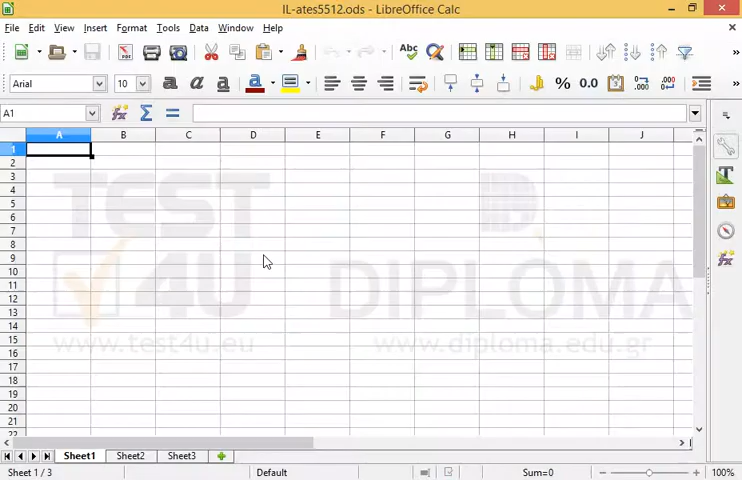 IL-ates5512.ods - LibreOffice Calc
File Edit View Insert Format Tools Data Window Help
Arial 10
A1
A B C D E F G H I J
1
2
3
4
5
6
7
8
9
10
11
12
13
14
15
16
17
18
19
20
21
22
TEST
4U DIPLOMA
www.test4u.eu www.diploma.edu.gr
Sheet1 Sheet2 Sheet3
Sheet 1 / 3 Default Sum=0 100%